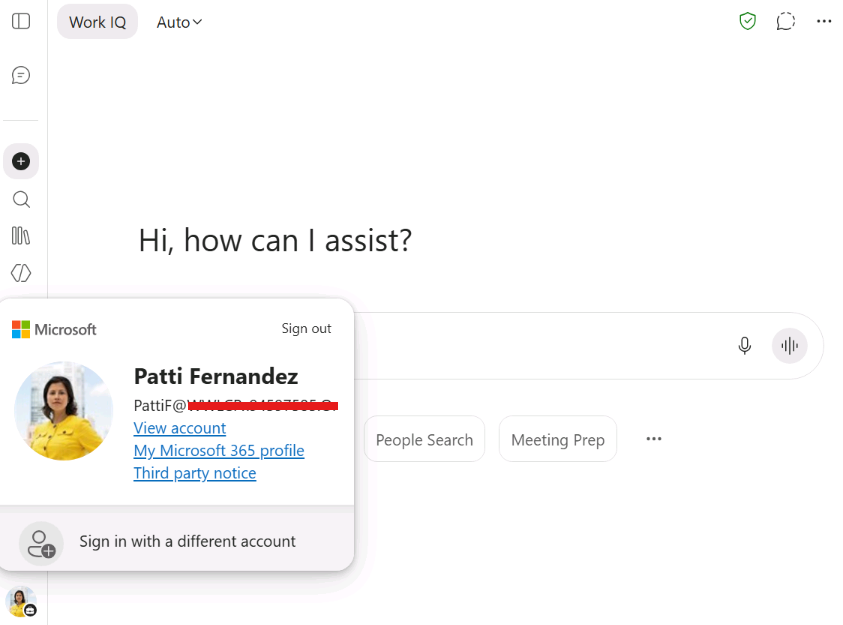 Work IQ
Auto
Hi, how can I assist?
Microsoft
Sign out
Patti Fernandez
PattiF@
View account
My Microsoft 365 profile
Third party notice
People Search
Meeting Prep
Sign in with a different account